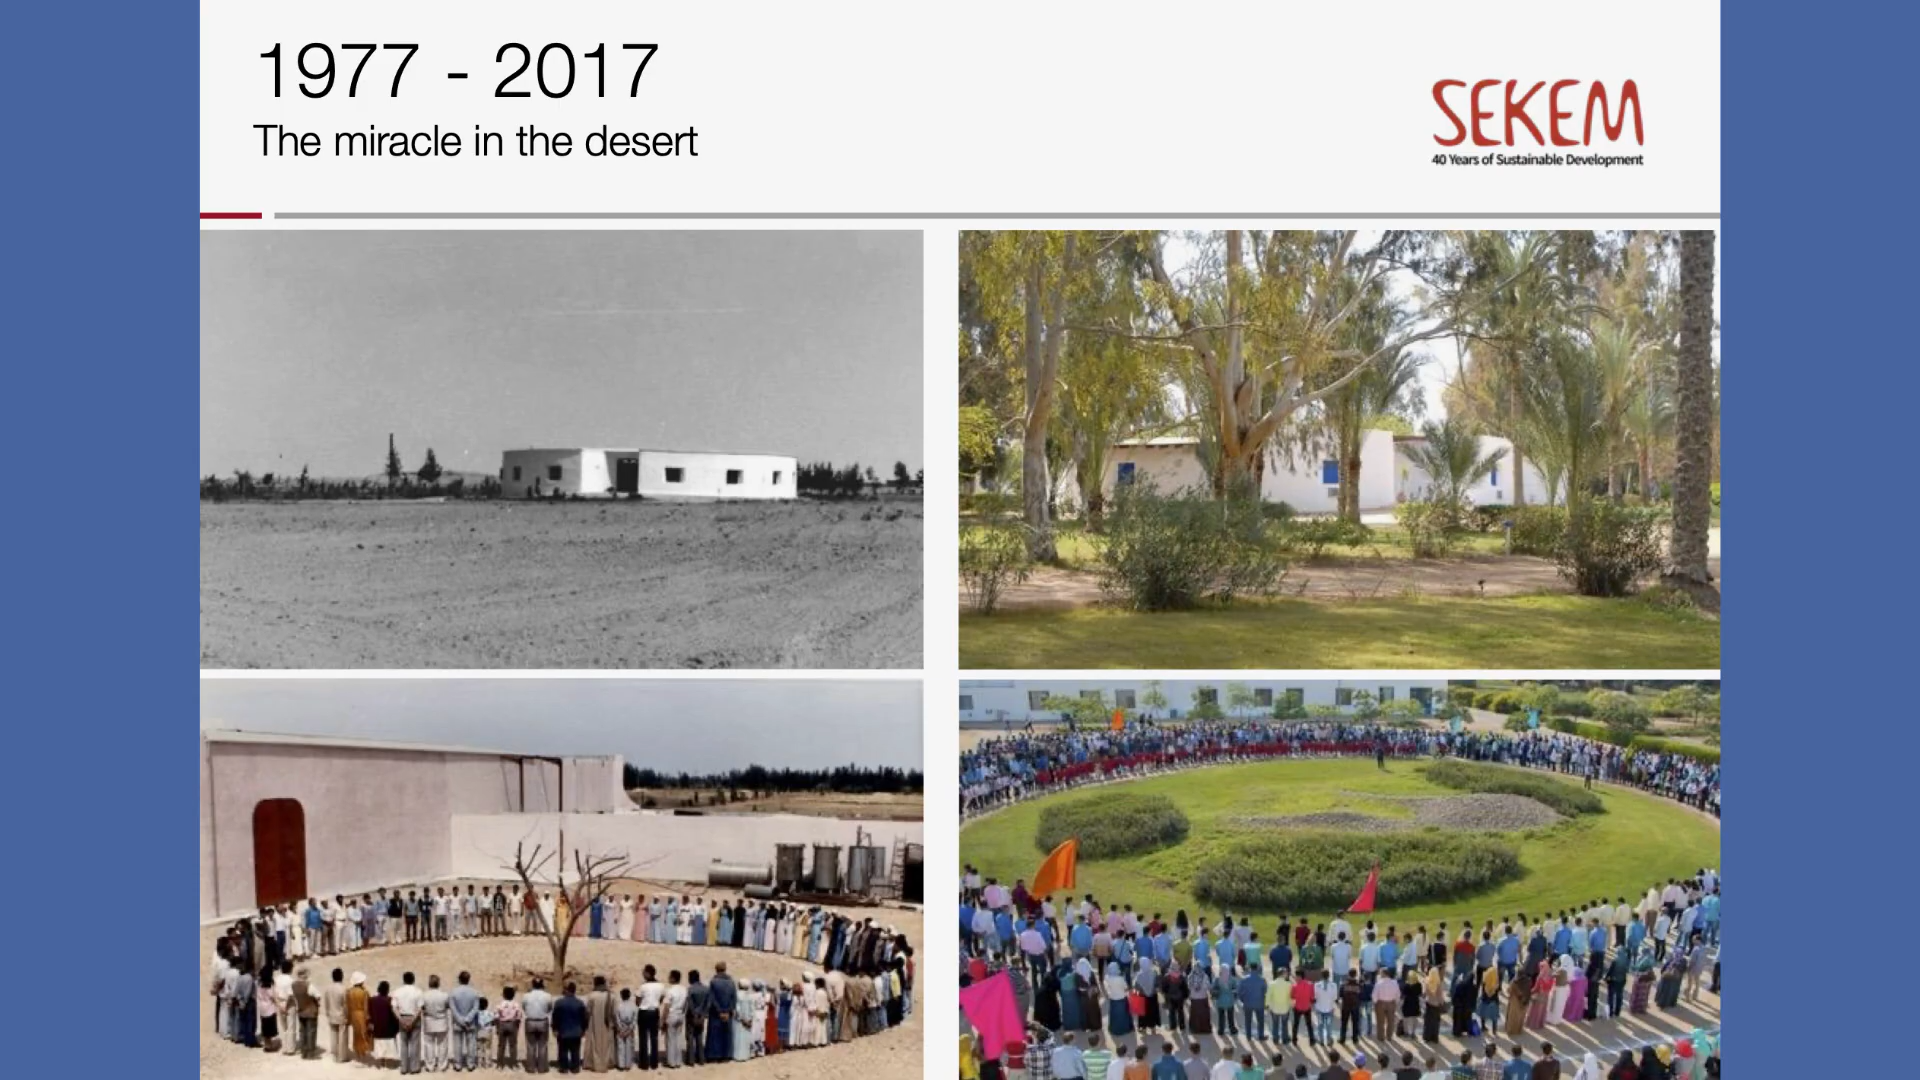 1977 - 2017
The miracle in the desert
SEKEM
40 Years of Sustainable Development